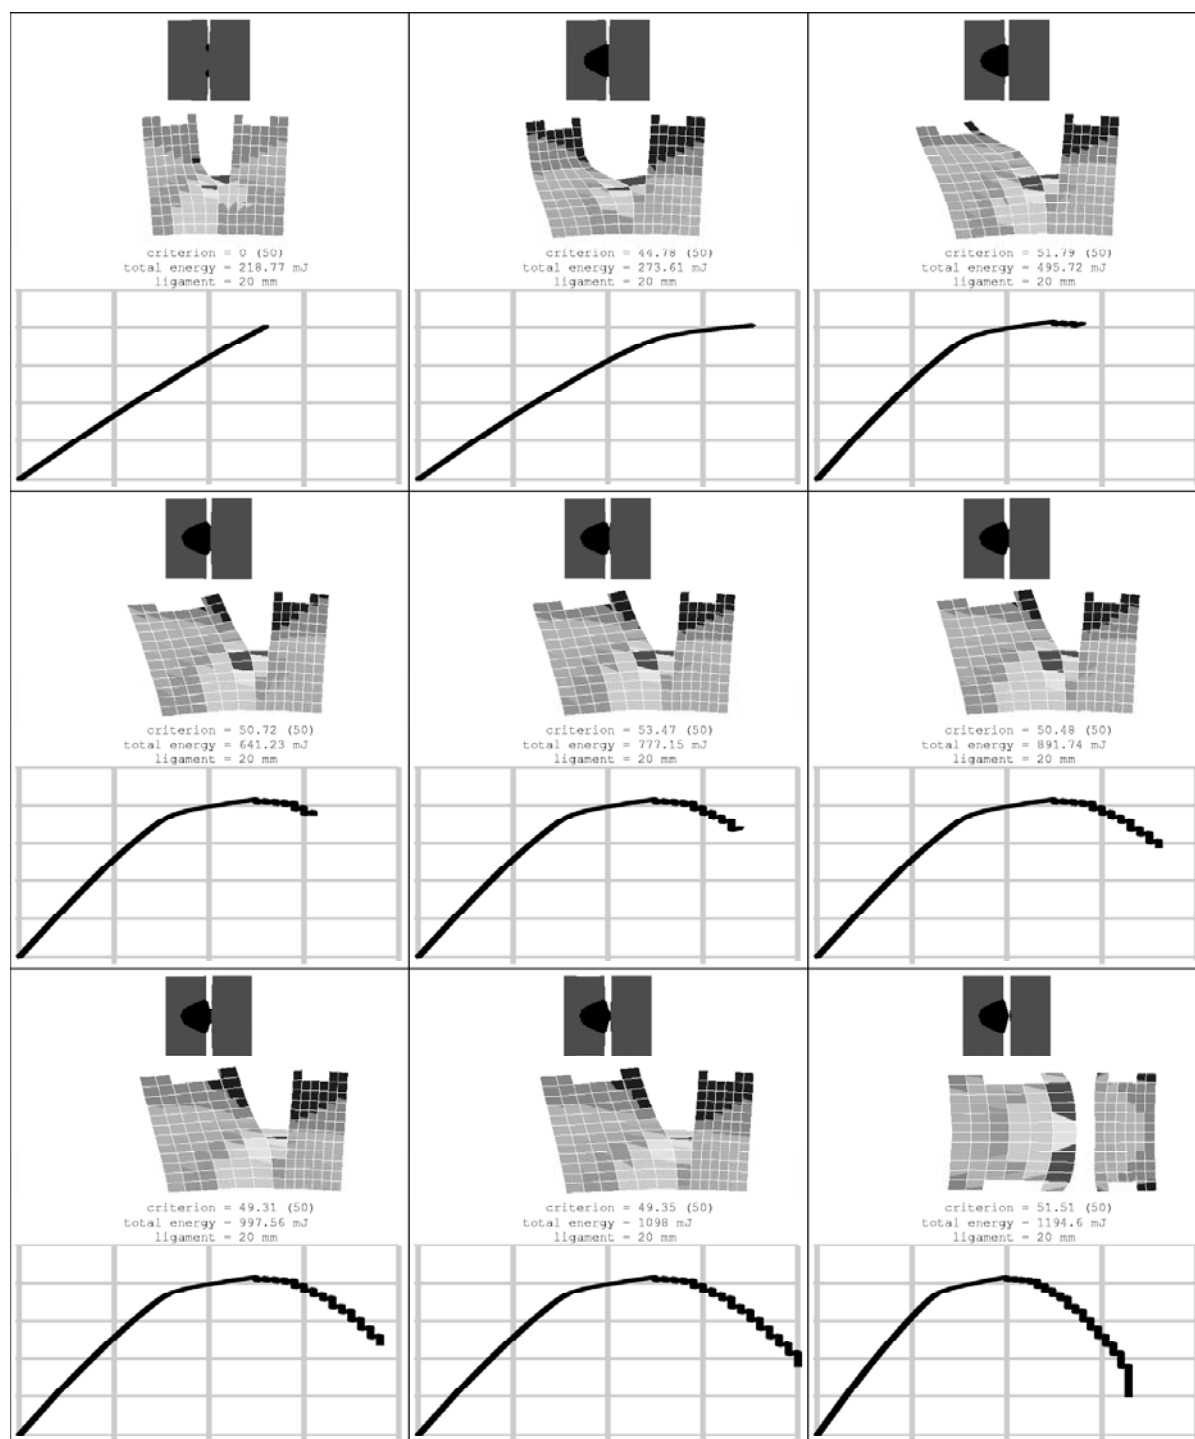 criterion = 0 (50)
total energy = 218.77 mJ
ligament = 20 mm
criterion = 44.78 (50)
total energy = 273.61 mJ
ligament = 20 mm
criterion = 51.79 (50)
total energy = 495.72 mJ
ligament = 20 mm
criterion = 50.72 (50)
total energy = 641.23 mJ
ligament = 20 mm
criterion = 53.47 (50)
total energy = 777.15 mJ
ligament = 20 mm
criterion = 50.48 (50)
total energy = 891.74 mJ
ligament = 20 mm
criterion = 49.31 (50)
total energy = 997.56 mJ
ligament = 20 mm
criterion = 49.35 (50)
total energy = 1098 mJ
ligament = 20 mm
criterion = 51.51 (50)
total energy = 1194.6 mJ
ligament = 20 mm